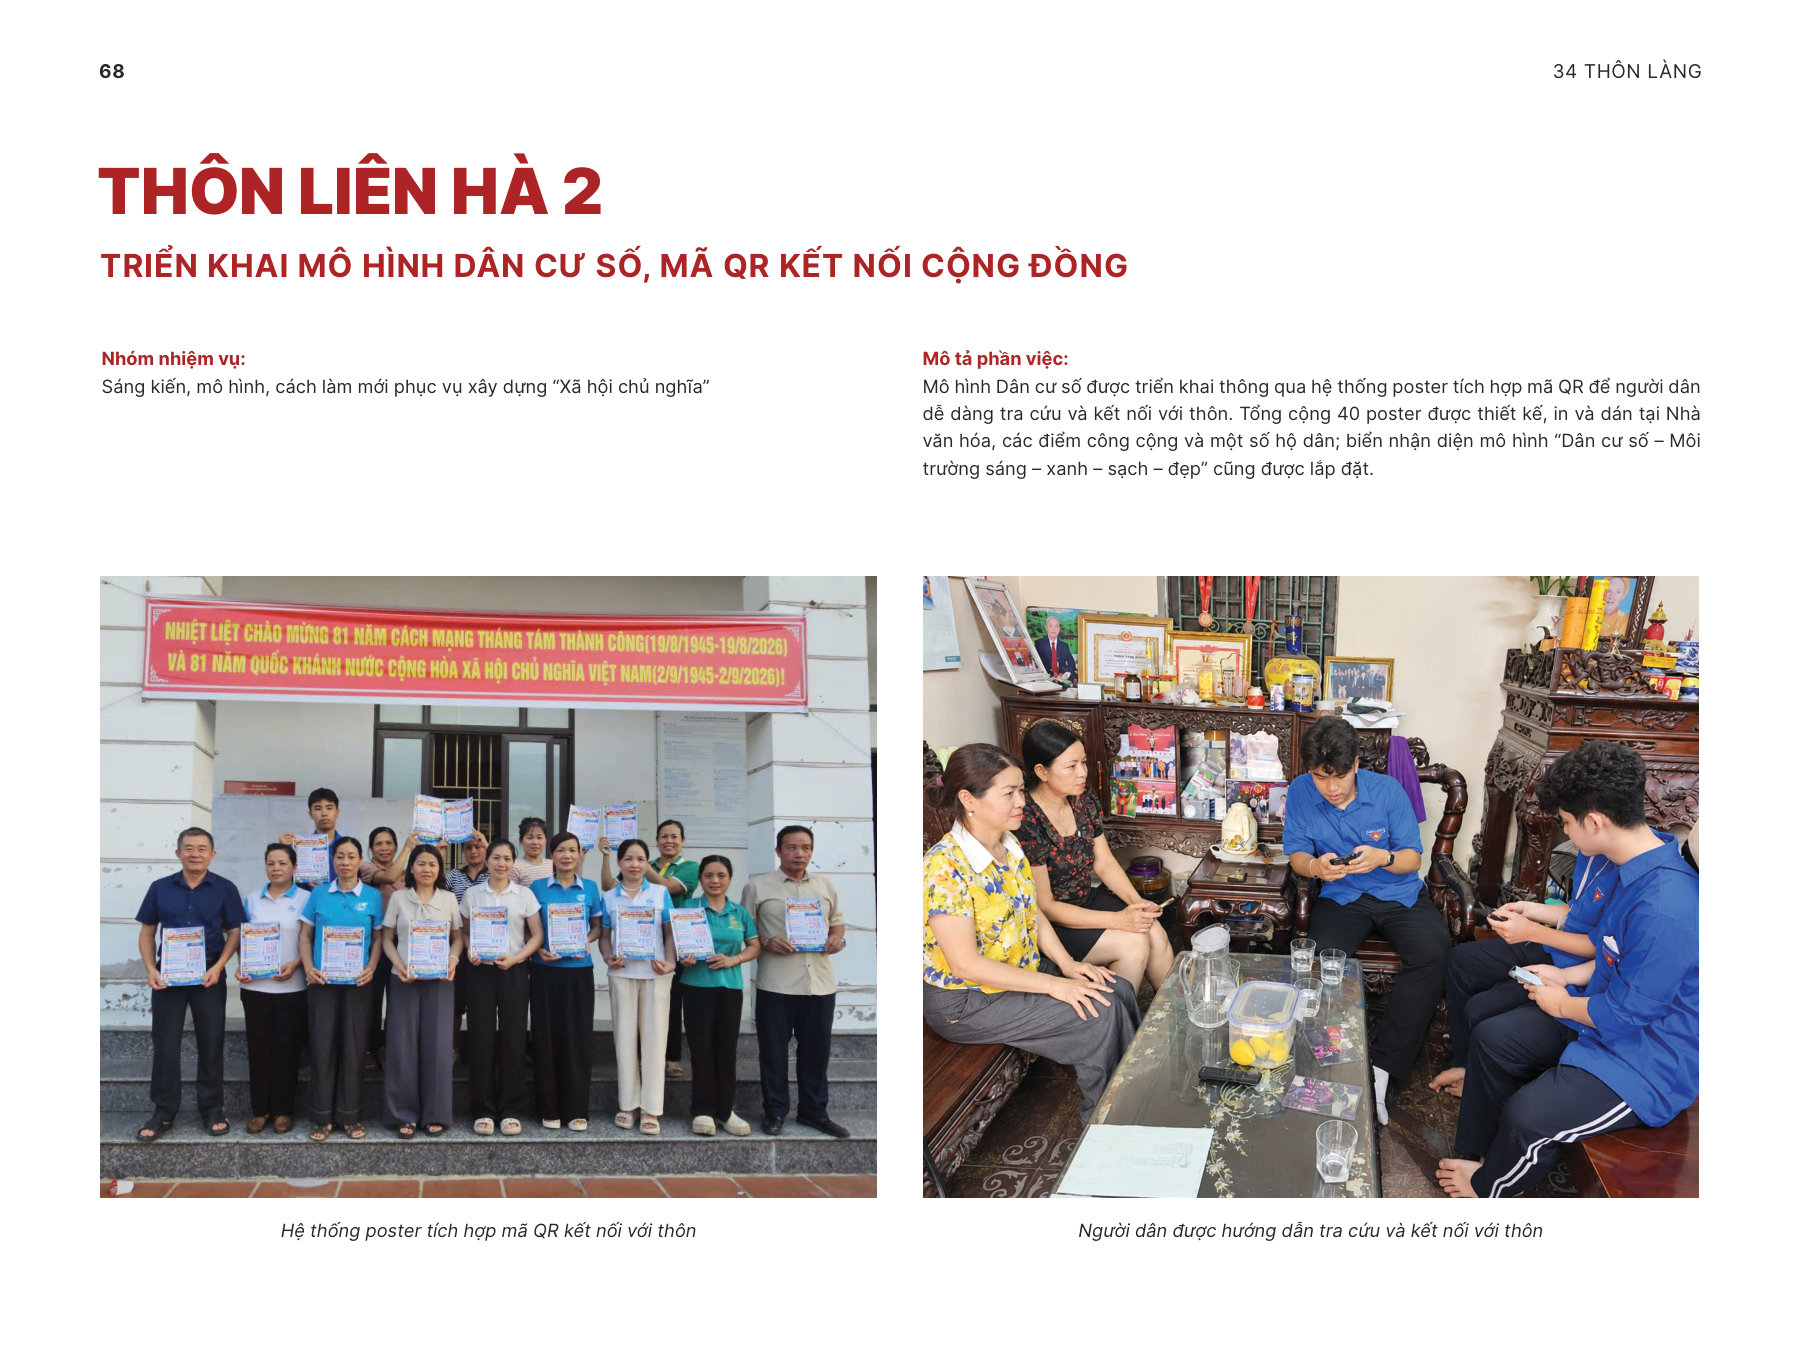 68
34 THÔN LÀNG
THÔN LIÊN HÀ 2
TRIỂN KHAI MÔ HÌNH DÂN CƯ SỐ, MÃ QR KẾT NỐI CỘNG ĐỒNG
Nhóm nhiệm vụ:
Sáng kiến, mô hình, cách làm mới phục vụ xây dựng “Xã hội chủ nghĩa”
Mô tả phần việc:
Mô hình Dân cư số được triển khai thông qua hệ thống poster tích hợp mã QR để người dân
dễ dàng tra cứu và kết nối với thôn. Tổng cộng 40 poster được thiết kế, in và dán tại Nhà
văn hóa, các điểm công cộng và một số hộ dân; biển nhận diện mô hình “Dân cư số – Môi
trường sáng – xanh – sạch – đẹp” cũng được lắp đặt.
NHIỆT LIỆT CHÀO MỪNG 81 NĂM CÁCH MẠNG THÁNG TÁM THÀNH CÔNG(19/8/1945-19/8/2026)
VÀ 81 NĂM QUỐC KHÁNH NƯỚC CỘNG HÒA XÃ HỘI CHỦ NGHĨA VIỆT NAM(2/9/1945-2/9/2026)!
Hệ thống poster tích hợp mã QR kết nối với thôn
Người dân được hướng dẫn tra cứu và kết nối với thôn